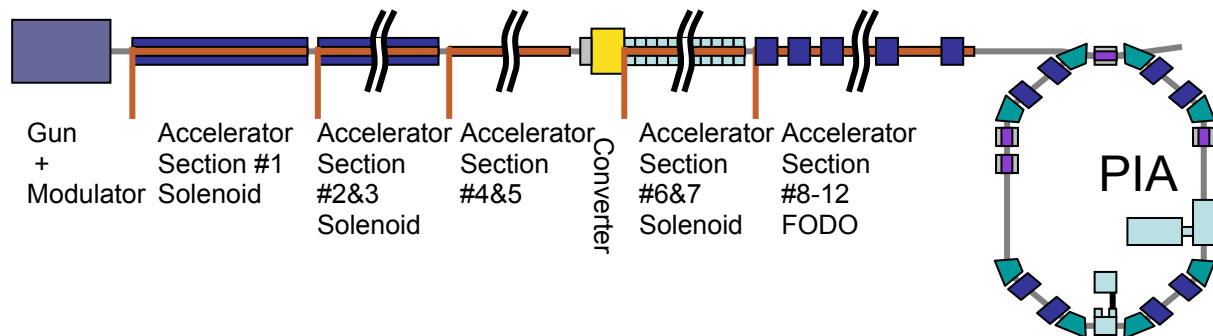 Gun
+
Modulator
Accelerator
Section #1
Solenoid
Accelerator
Section
#2&3
Solenoid
Accelerator
Section
#4&5
Converter
Accelerator
Section
#6&7
Solenoid
Accelerator
Section
#8-12
FODO
PIA